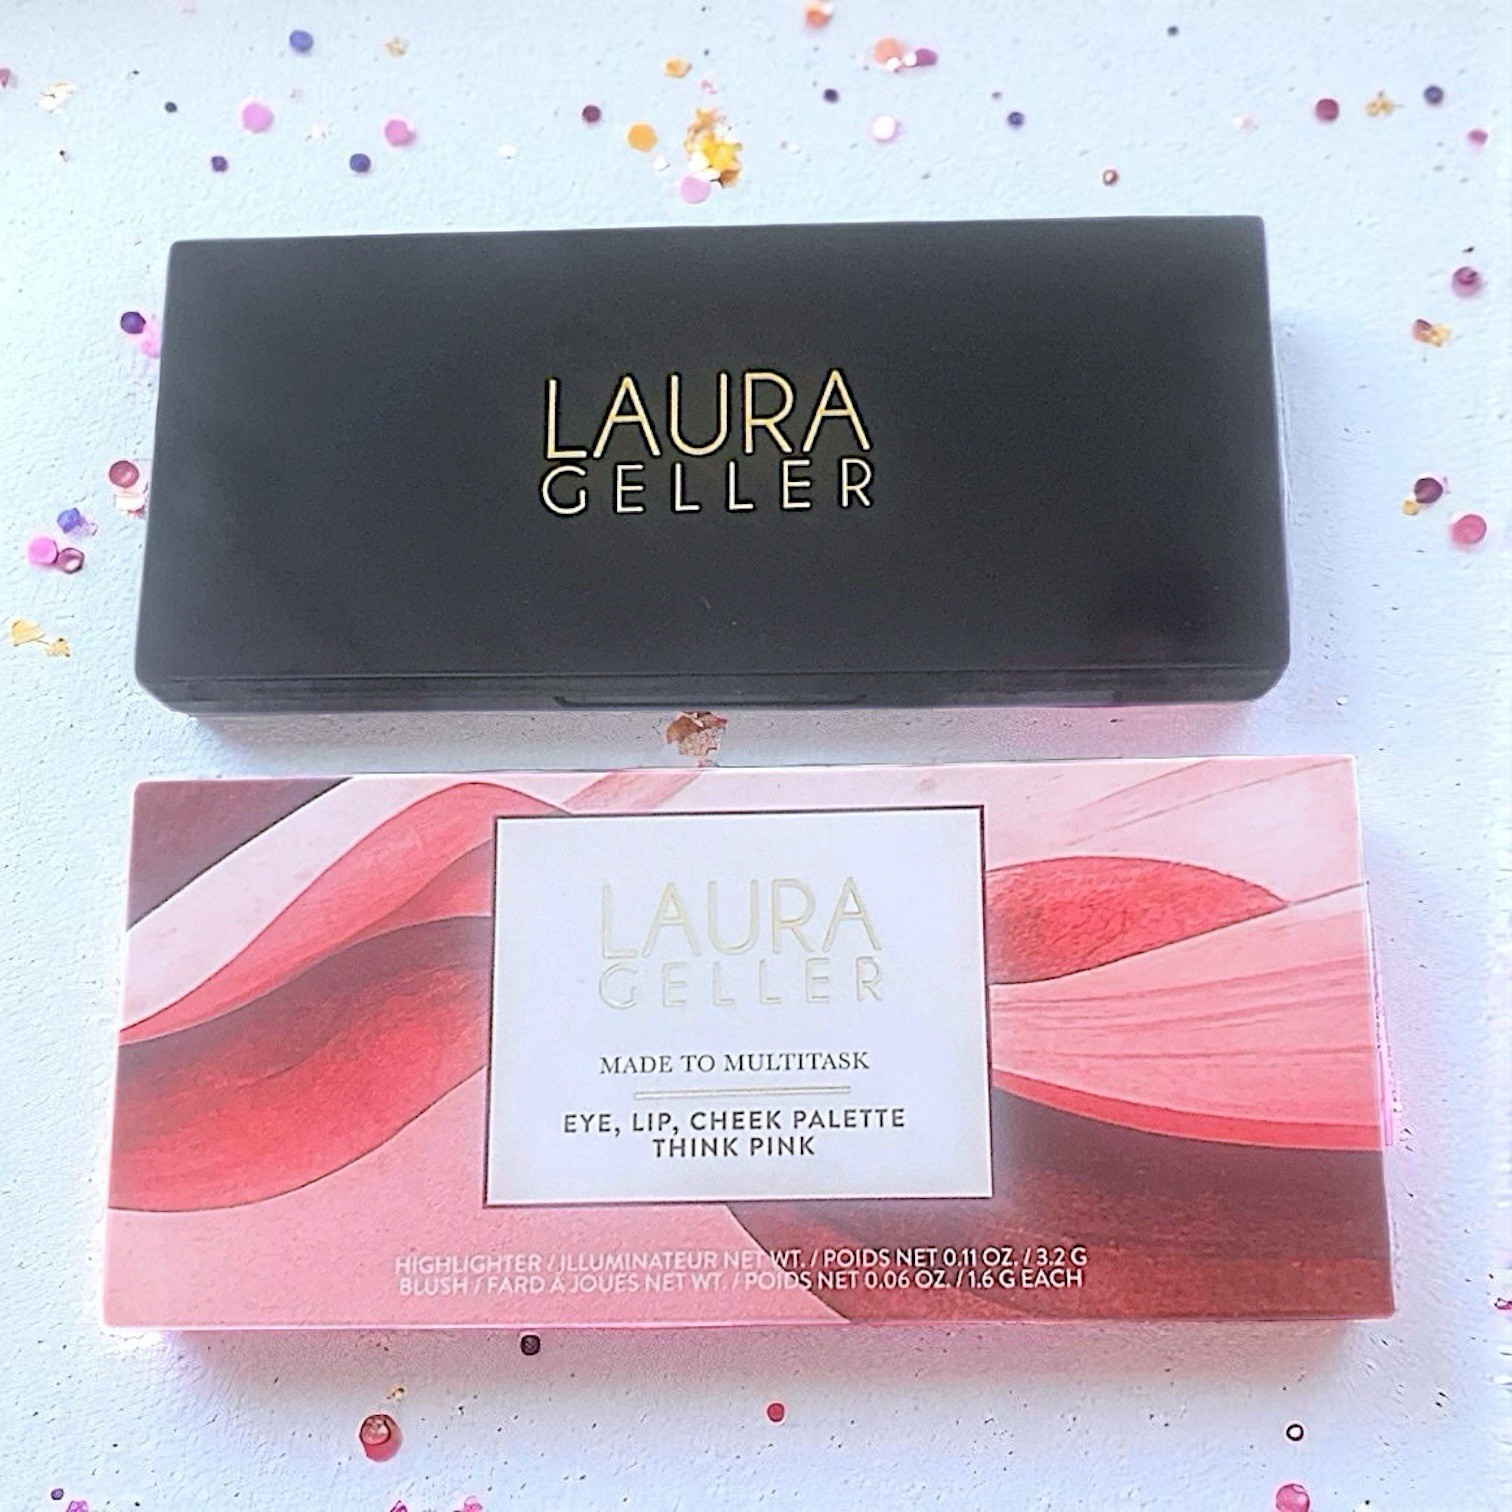 LAURA
GELLER
LAURA
GELLER
MADE TO MULTITASK
EYE, LIP, CHEEK PALETTE
THINK PINK
HIGHLIGHTER / ILLUMINATEUR NET WT. / POIDS NET 0.11 OZ. / 3.2 G
BLUSH / FARD À JOUES NET WT. / POIDS NET 0.06 OZ. / 1.6 G EACH